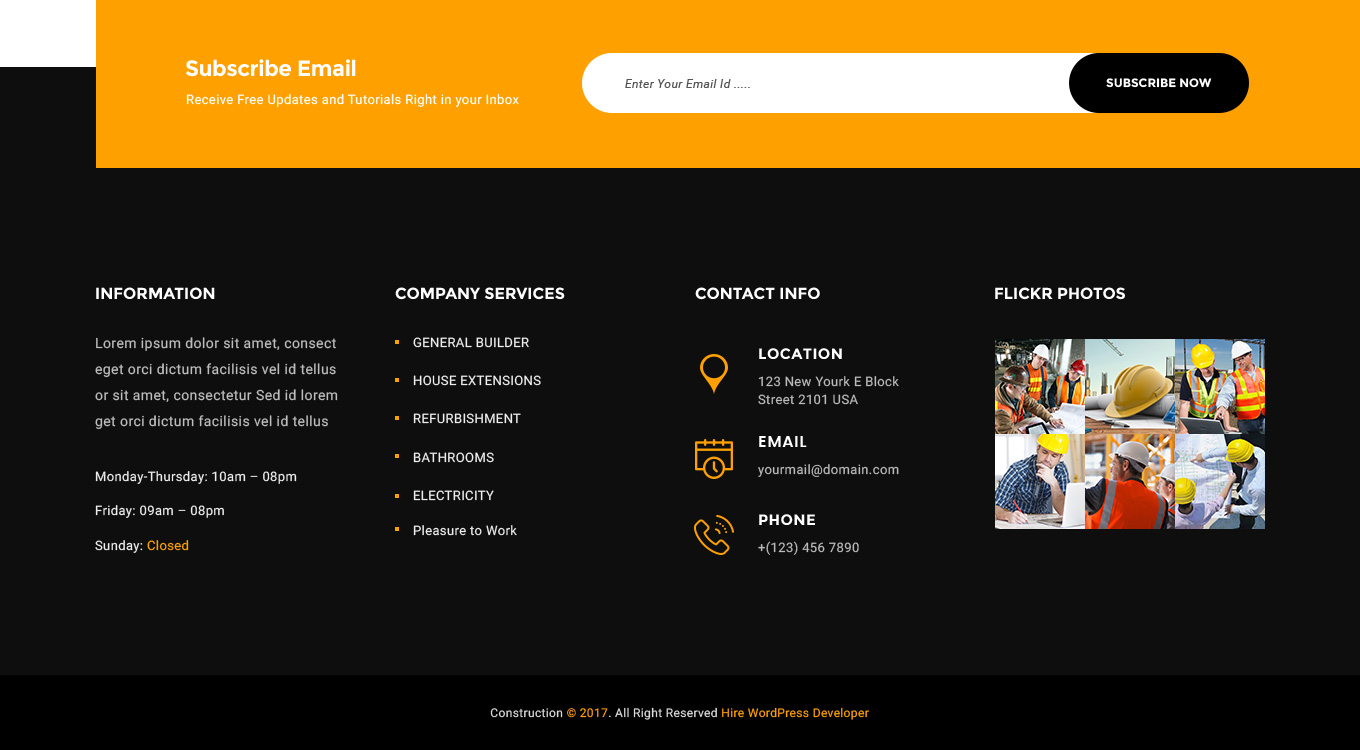 Subscribe Email
Receive Free Updates and Tutorials Right in your Inbox
Enter Your Email Id .....
SUBSCRIBE NOW
INFORMATION
Lorem ipsum dolor sit amet, consect
eget orci dictum facilisis vel id tellus
or sit amet, consectetur Sed id lorem
get orci dictum facilisis vel id tellus
Monday-Thursday: 10am – 08pm
Friday: 09am – 08pm
Sunday: Closed
COMPANY SERVICES
GENERAL BUILDER
HOUSE EXTENSIONS
REFURBISHMENT
BATHROOMS
ELECTRICITY
Pleasure to Work
CONTACT INFO
LOCATION
123 New Yourk E Block
Street 2101 USA
EMAIL
yourmail@domain.com
PHONE
+(123) 456 7890
FLICKR PHOTOS
Construction © 2017. All Right Reserved Hire WordPress Developer